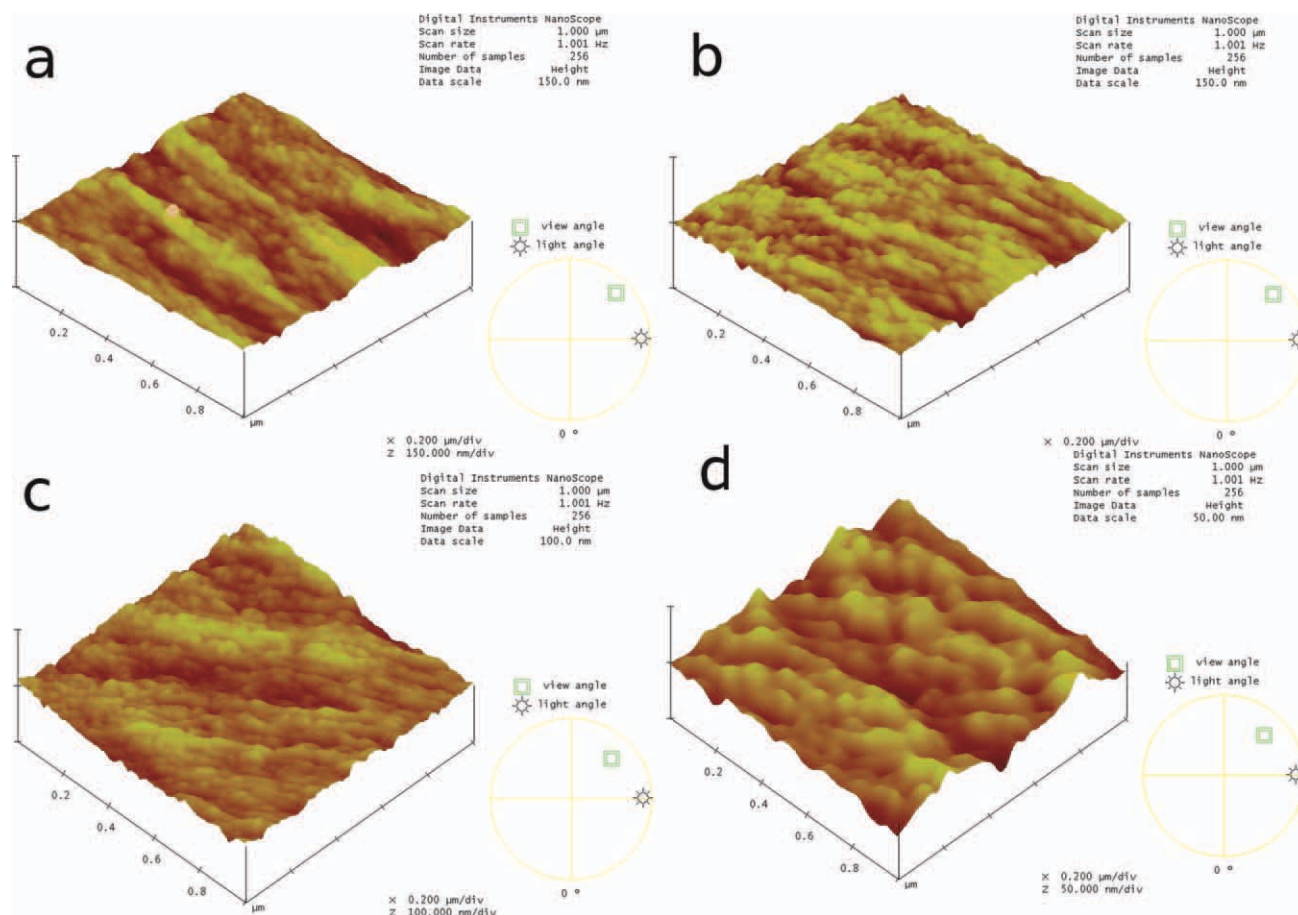 a
Digital Instruments NanoScope
Scan size 1.000 µm
Scan rate 1.001 Hz
Number of samples 256
Image Data Height
Data scale 150.0 nm
view angle
light angle
0.2
0.4
0.6
0.8
µm
0 º
X 0.200 µm/div
Z 150.000 nm/div
b
Digital Instruments NanoScope
Scan size 1.000 µm
Scan rate 1.001 Hz
Number of samples 256
Image Data Height
Data scale 150.0 nm
view angle
light angle
0.2
0.4
0.6
0.8
µm
0 º
X 0.200 µm/div
c
Digital Instruments NanoScope
Scan size 1.000 µm
Scan rate 1.001 Hz
Number of samples 256
Image Data Height
Data scale 100.0 nm
view angle
light angle
0.2
0.4
0.6
0.8
µm
0 º
X 0.200 µm/div
Z 100.000 nm/div
d
Digital Instruments NanoScope
Scan size 1.000 µm
Scan rate 1.001 Hz
Number of samples 256
Image Data Height
Data scale 50.00 nm
view angle
light angle
0.2
0.4
0.6
0.8
µm
0 º
X 0.200 µm/div
Z 50.000 nm/div